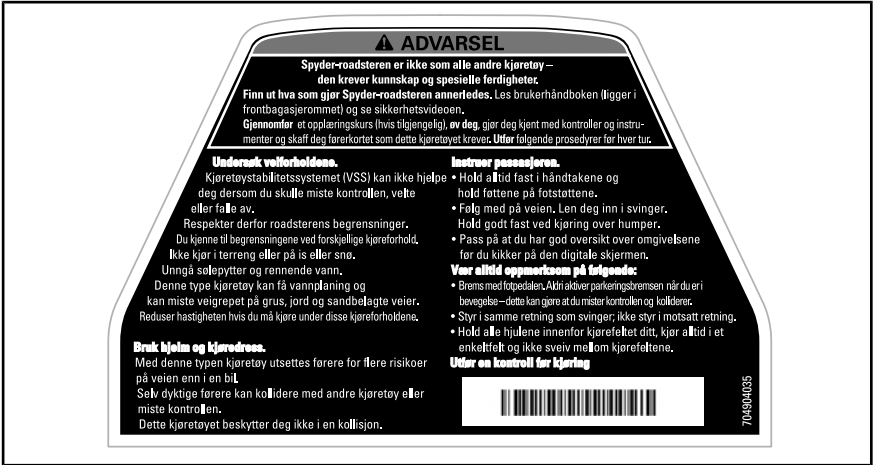 ADVARSEL
Spyder-roadsteren er ikke som alle andre kjøretøy –
den krever kunnskap og spesielle ferdigheter.
Finn ut hva som gjør Spyder-roadsteren annerledes. Les brukerhåndboken (ligger i
frontbagasjerommet) og se sikkerhetsvideoen.
Gjennomfør et opplæringskurs (hvis tilgjengelig), øv deg, gjør deg kjent med kontroller og instru-
menter og skaff deg førerkortet som dette kjøretøyet krever. Utfør følgende prosedyrer før hver tur.
Undersøk veiforholdene.
Kjøretøystabilitetssystemet (VSS) kan ikke hjelpe
deg dersom du skulle miste kontrollen, velte
eller falle av.
Respekter derfor roadsterens begrensninger.
Du kjenne til begrensningene ved forskjellige kjøreforhold.
Ikke kjør i terreng eller på is eller snø.
Unngå sølepytter og rennende vann.
Denne type kjøretøy kan få vannplaning og
kan miste veigrepet på grus, jord og sandbelagte veier.
Reduser hastigheten hvis du må kjøre under disse kjøreforholdene.
Bruk hjelm og kjøredress.
Med denne typen kjøretøy utsettes førere for flere risikoer
på veien enn i en bil.
Selv dyktige førere kan kollidere med andre kjøretøy eller
miste kontrollen.
Dette kjøretøyet beskytter deg ikke i en kollisjon.
Instruer passasjeren.
• Hold alltid fast i håndtakene og
hold føttene på fotstøttene.
• Følg med på veien. Len deg inn i svinger.
Hold godt fast ved kjøring over humper.
• Pass på at du har god oversikt over omgivelsene
før du kikker på den digitale skjermen.
Vær alltid oppmerksom på følgende:
• Brems med fotpedalen. Aldri aktiver parkeringsbremsen når du er i
bevegelse – dette kan gjøre at du mister kontrollen og kolliderer.
• Styr i samme retning som svinger; ikke styr i motsatt retning.
• Hold alle hjulene innenfor kjørefeltet ditt, kjør alltid i et
enkeltfelt og ikke sveiv mellom kjørefeltene.
Utfør en kontroll før kjøring
704904035